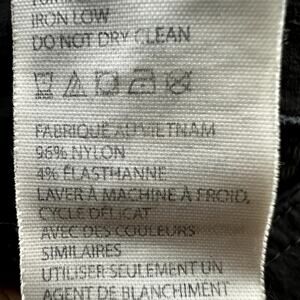 IRON LOW
DO NOT DRY CLEAN
FABRIQUÉ AU VIETNAM
96% NYLON
4% ÉLASTHANNE
LAVER À MACHINE À FROID,
CYCLE DÉLICAT
AVEC DES COULEURS
SIMILAIRES
UTILISER SEULEMENT UN
AGENT DE BLANCHIMENT